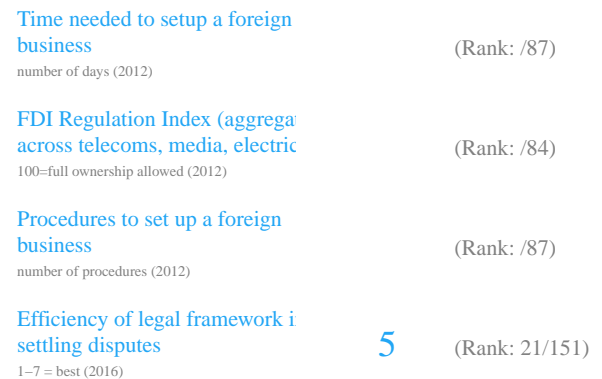 Time needed to setup a foreign
business
(Rank: /87)
number of days (2012)
FDI Regulation Index (aggregat
across telecoms, media, electric
(Rank: /84)
100=full ownership allowed (2012)
Procedures to set up a foreign
business
(Rank: /87)
number of procedures (2012)
Efficiency of legal framework i
settling disputes
5 (Rank: 21/151)
1–7 = best (2016)